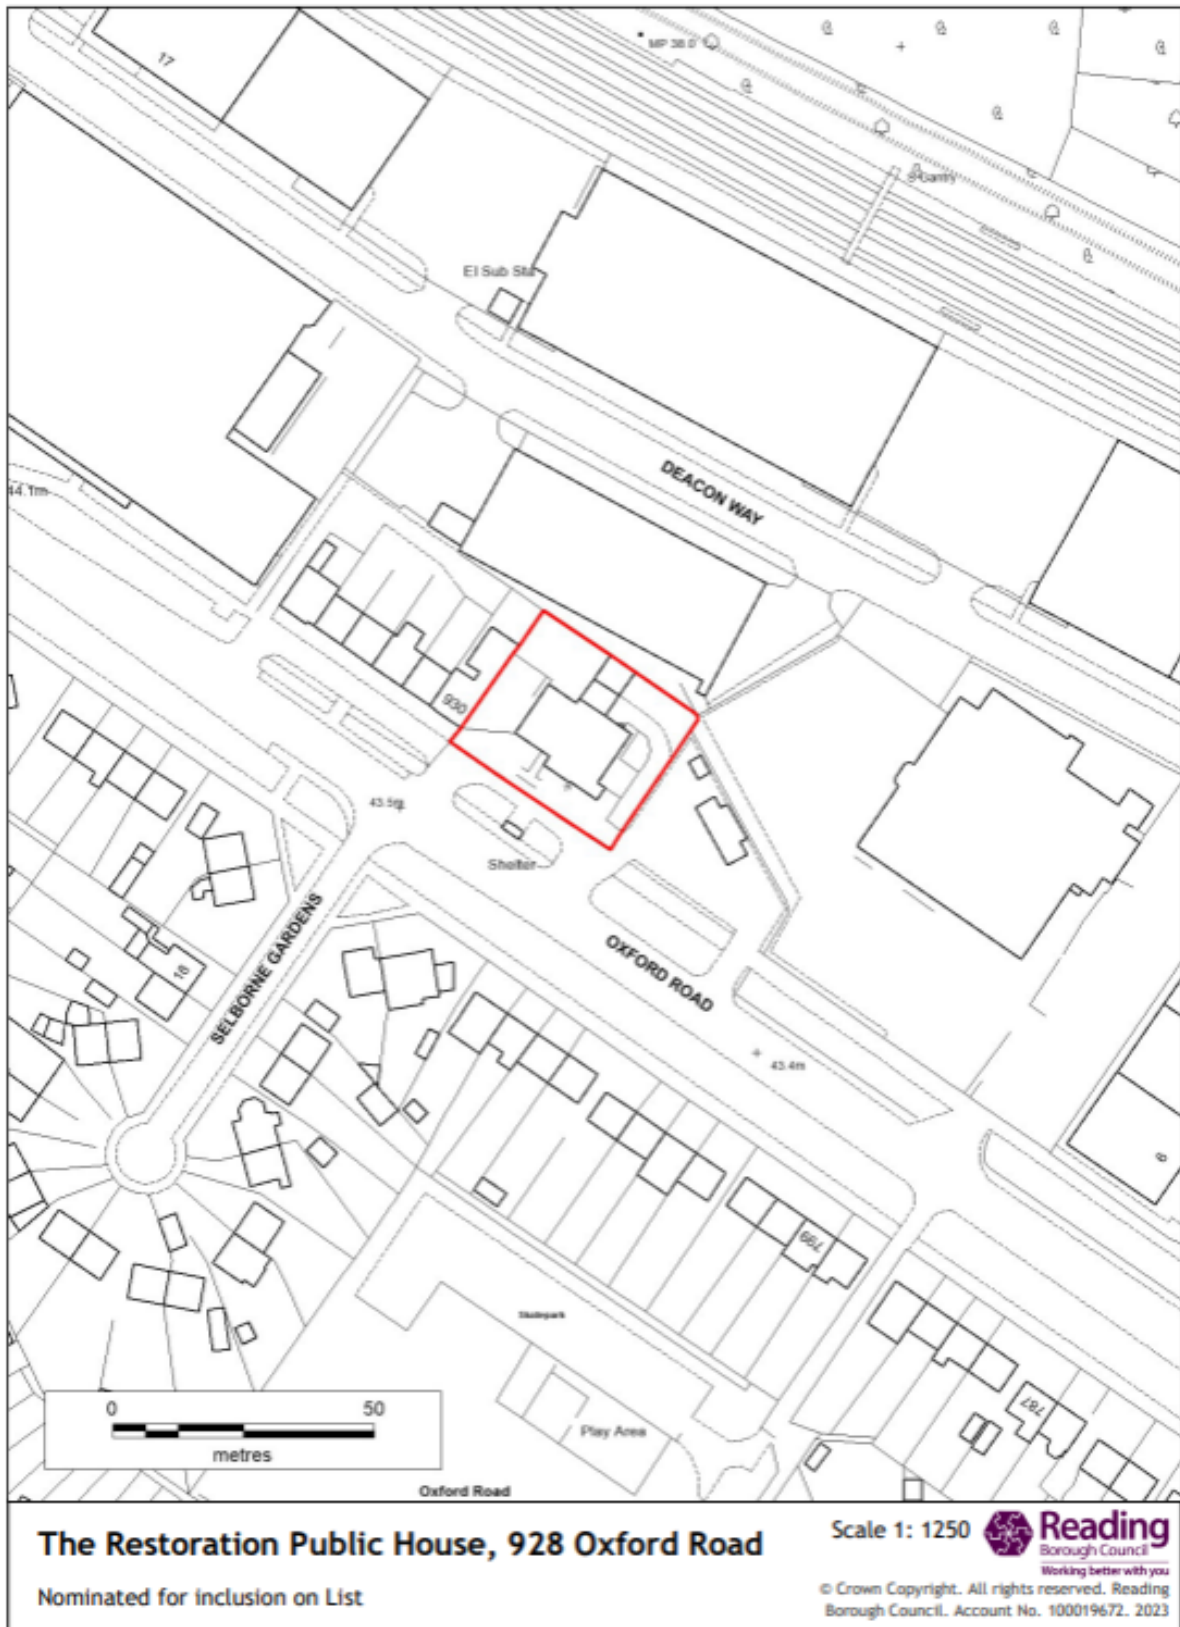 17
MP 38.0
S Gantry
El Sub Sta
44.1m
DEACON WAY
930
43.5m
Shelter
SELBORNE GARDENS
16
OXFORD ROAD
43.4m
6
799
Skatepark
787
Play Area
0 50
metres
Oxford Road
The Restoration Public House, 928 Oxford Road
Nominated for inclusion on List
Scale 1: 1250
Reading
Borough Council
Working better with you
© Crown Copyright. All rights reserved. Reading
Borough Council. Account No. 100019672. 2023